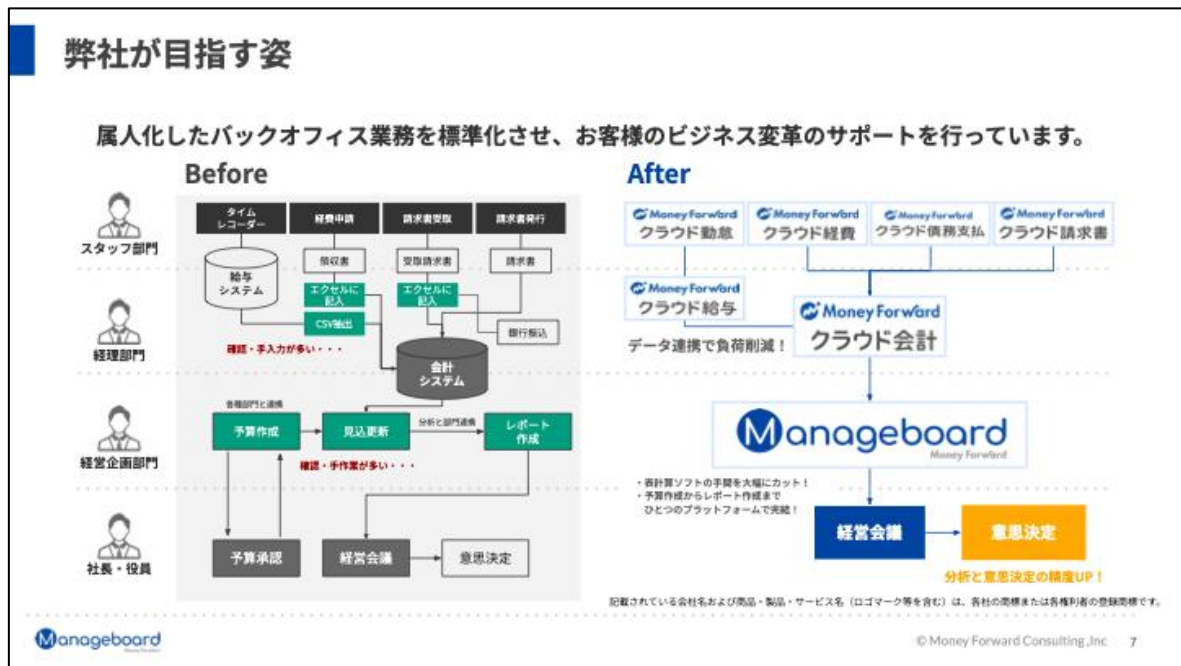 弊社が目指す姿
属人化したバックオフィス業務を標準化させ、お客様のビジネス変革のサポートを行っています。
Before
After
スタッフ部門
タイム
レコーダー
経費申請
請求書受取
請求書発行
給与
システム
領収書
受取請求書
請求書
エクセルに
記入
エクセルに
記入
CSV抽出
銀行振込
経理部門
確認・手入力が多い・・・
会計
システム
経営企画部門
各種部門と連携
予算作成
見込更新
分析と部門連携
レポート
作成
確認・手作業が多い・・・
社長・役員
予算承認
経営会議
意思決定
Money Forward
クラウド勤怠
Money Forward
クラウド経費
Money Forward
クラウド債務支払
Money Forward
クラウド請求書
Money Forward
クラウド給与
Money Forward
クラウド会計
データ連携で負荷削減！
Manageboard
Money Forward
・表計算ソフトの手間を大幅にカット！
・予算作成からレポート作成まで
ひとつのプラットフォームで完結！
経営会議
意思決定
分析と意思決定の精度UP！
記載されている会社名および商品・製品・サービス名（ロゴマーク等を含む）は、各社の商標または各権利者の登録商標です。
Manageboard
Money Forward
© Money Forward Consulting,Inc
7